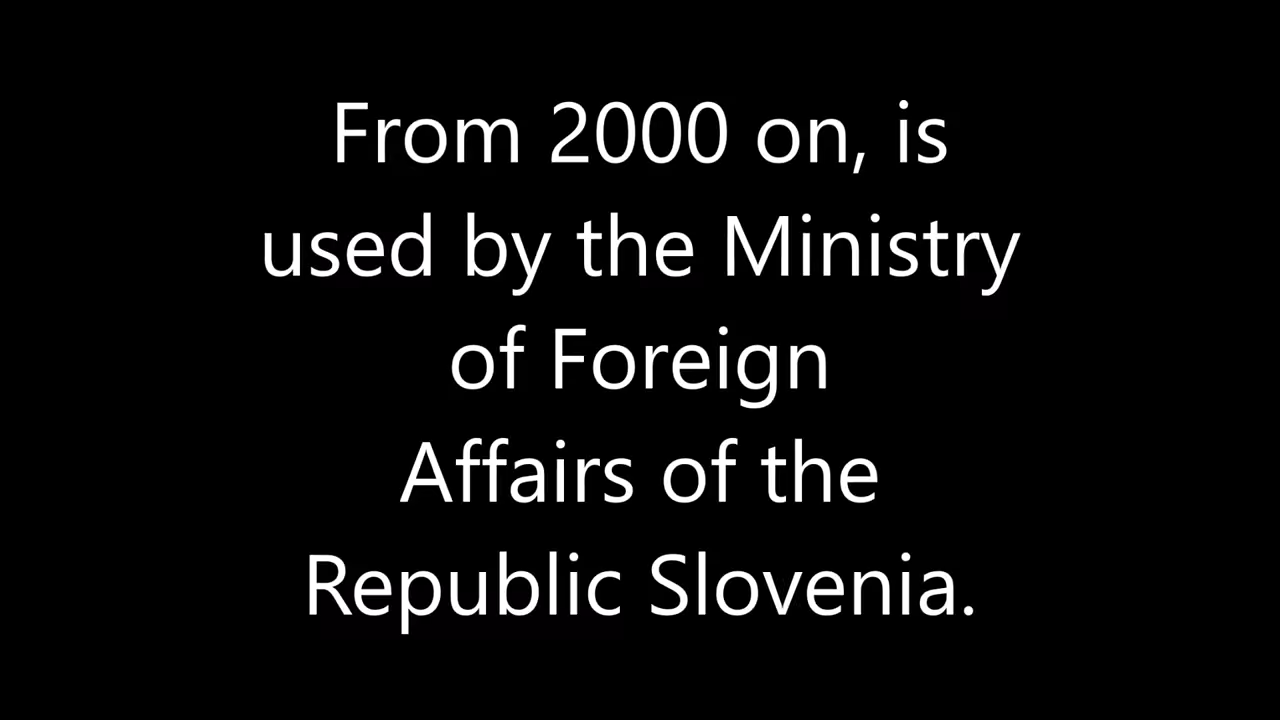 From 2000 on, is
used by the Ministry
of Foreign
Affairs of the
Republic Slovenia.